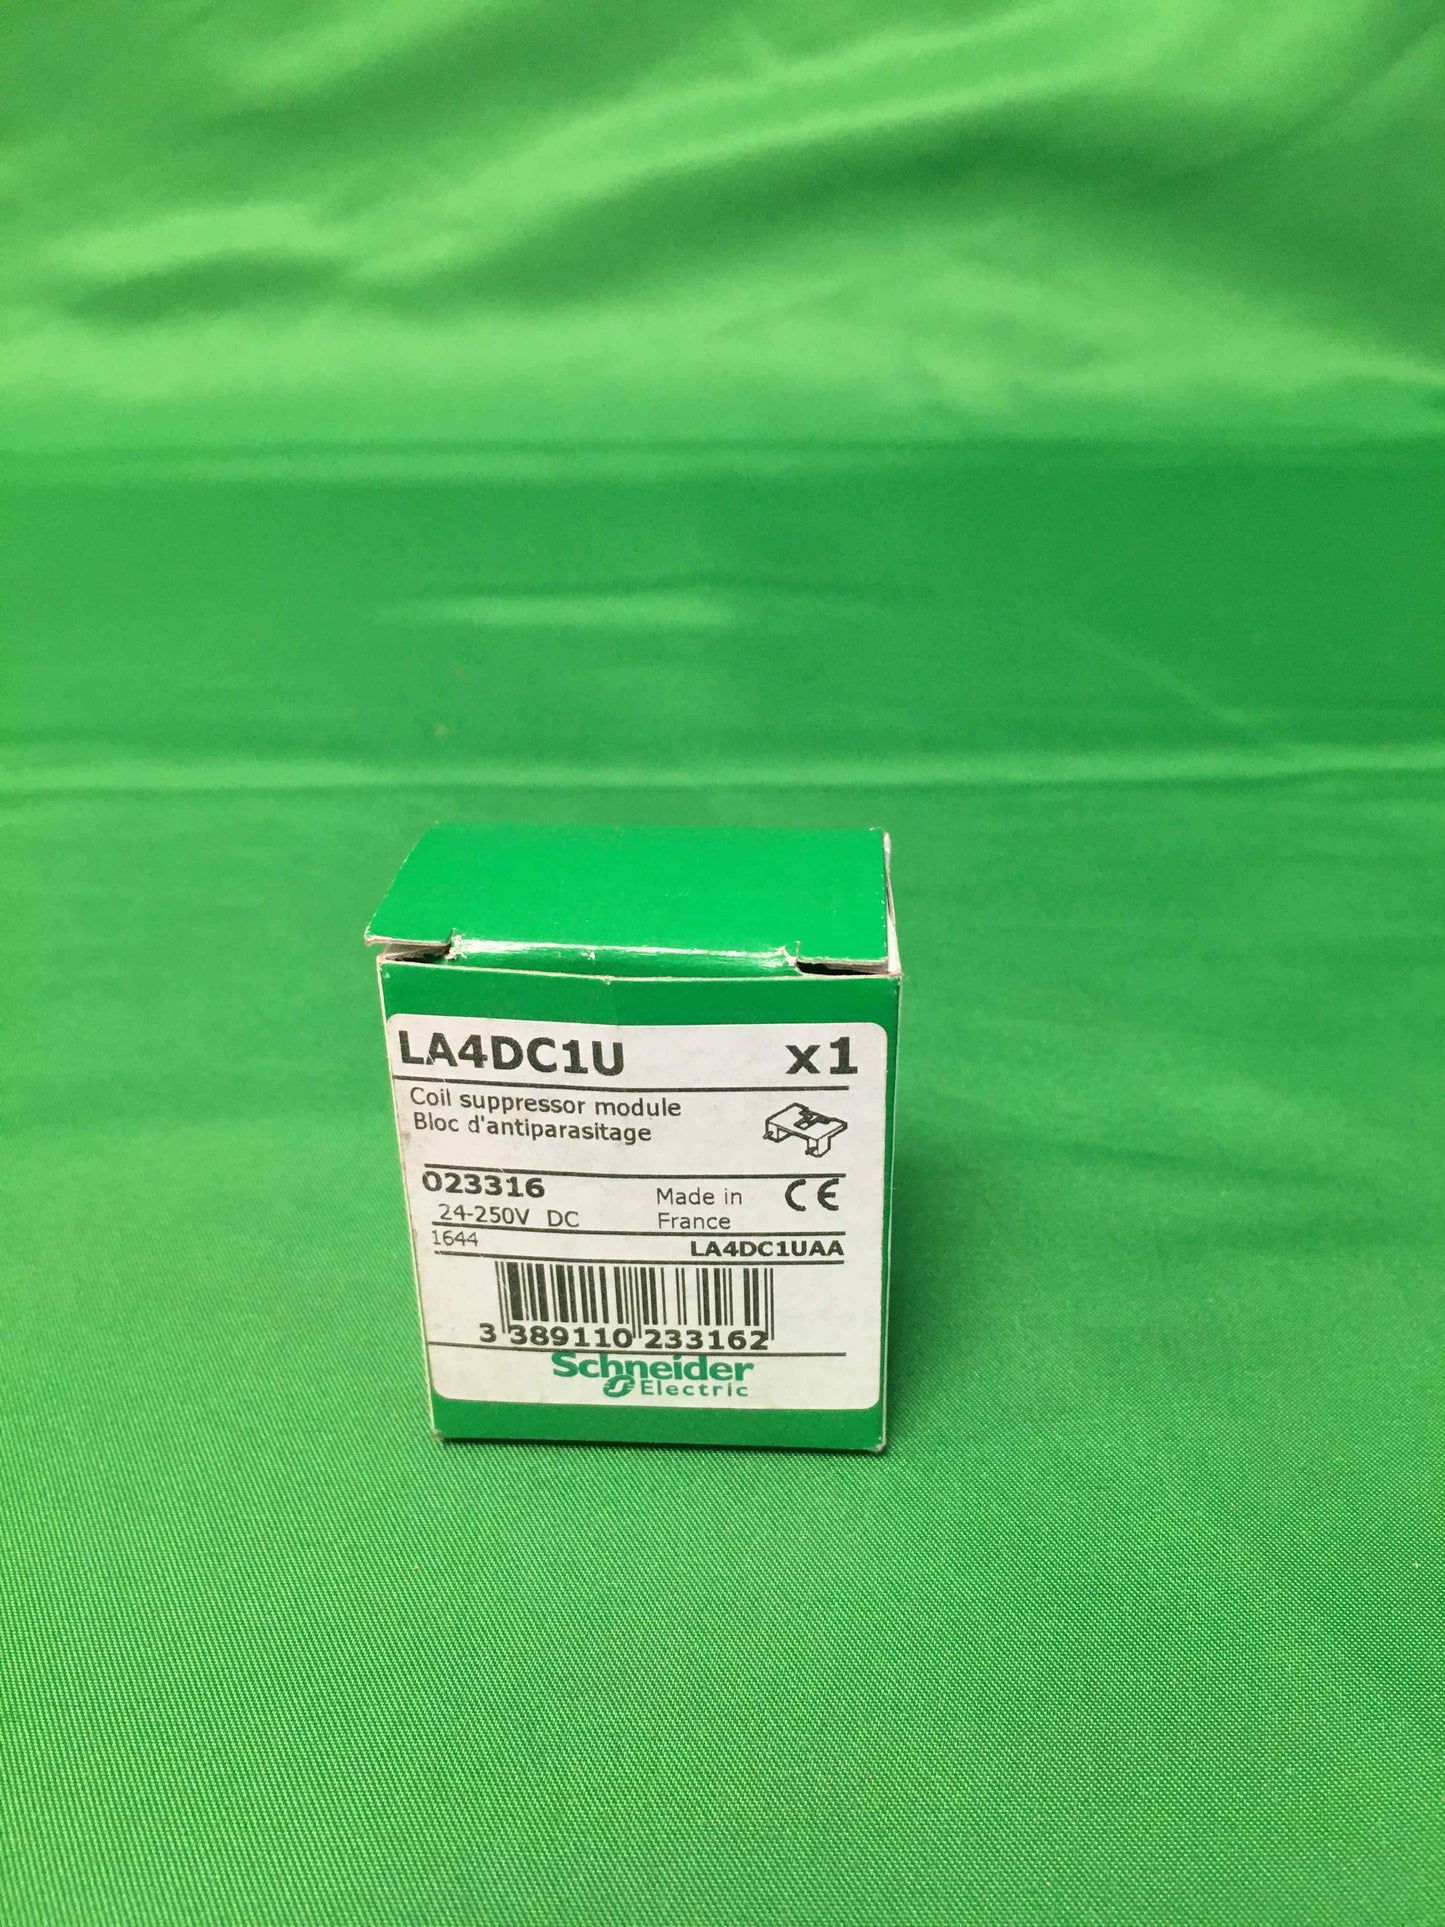 LA4DC1U x1
Coil suppressor module
Bloc d'antiparasitage
023316
24-250V DC
Made in
France
CE
1644
LA4DC1UAA
3 389110 233162
Schneider
Electric